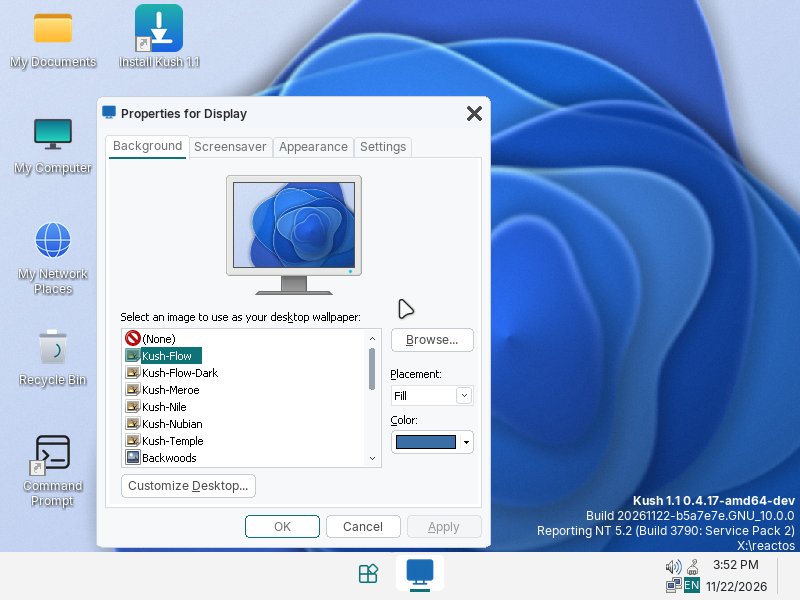 My Documents
Install Kush 1.1
My Computer
My Network
Places
Recycle Bin
Command
Prompt
Properties for Display
Background
Screensaver
Appearance
Settings
Select an image to use as your desktop wallpaper:
(None)
Kush-Flow
Kush-Flow-Dark
Kush-Meroe
Kush-Nile
Kush-Nubian
Kush-Temple
Backwoods
Browse...
Placement:
Fill
Color:
Customize Desktop...
OK
Cancel
Apply
Kush 1.1 0.4.17-amd64-dev
Build 20261122-b5a7e7e.GNU_10.0.0
Reporting NT 5.2 (Build 3790: Service Pack 2)
X:\reactos
3:52 PM
EN
11/22/2026